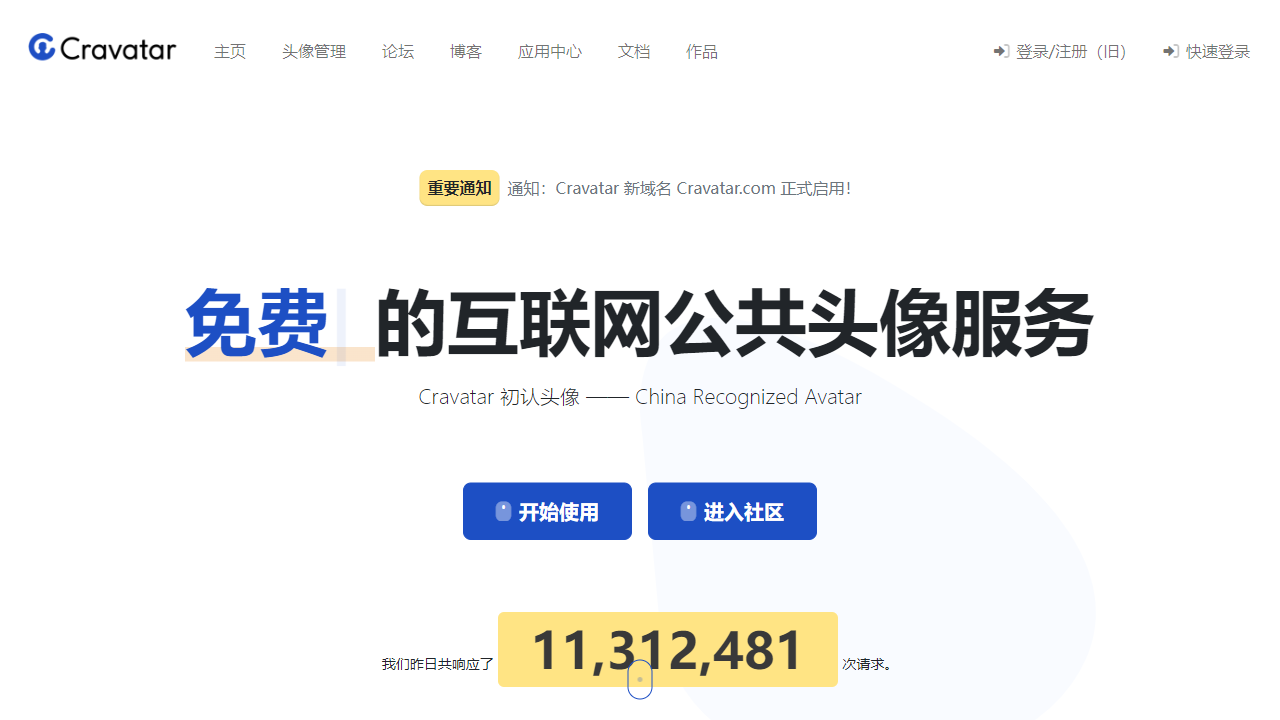 Cravatar 主页 头像管理 论坛 博客 应用中心 文档 作品 登录/注册（旧） 快速登录
重要通知 通知：Cravatar 新域名 Cravatar.com 正式启用！
免费 的互联网公共头像服务
Cravatar 初认头像 —— China Recognized Avatar
开始使用 进入社区
我们昨日共响应了 11,312,481 次请求。